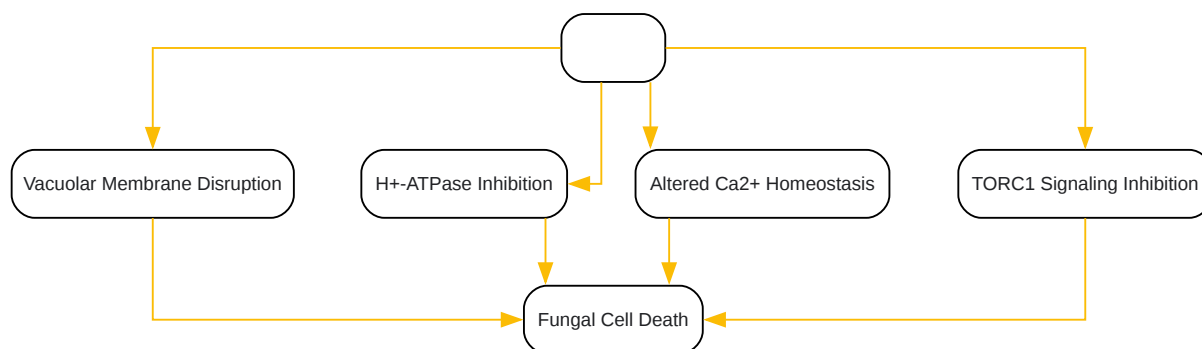 Vacuolar Membrane Disruption
H+-ATPase Inhibition
Altered Ca2+ Homeostasis
TORC1 Signaling Inhibition
Fungal Cell Death